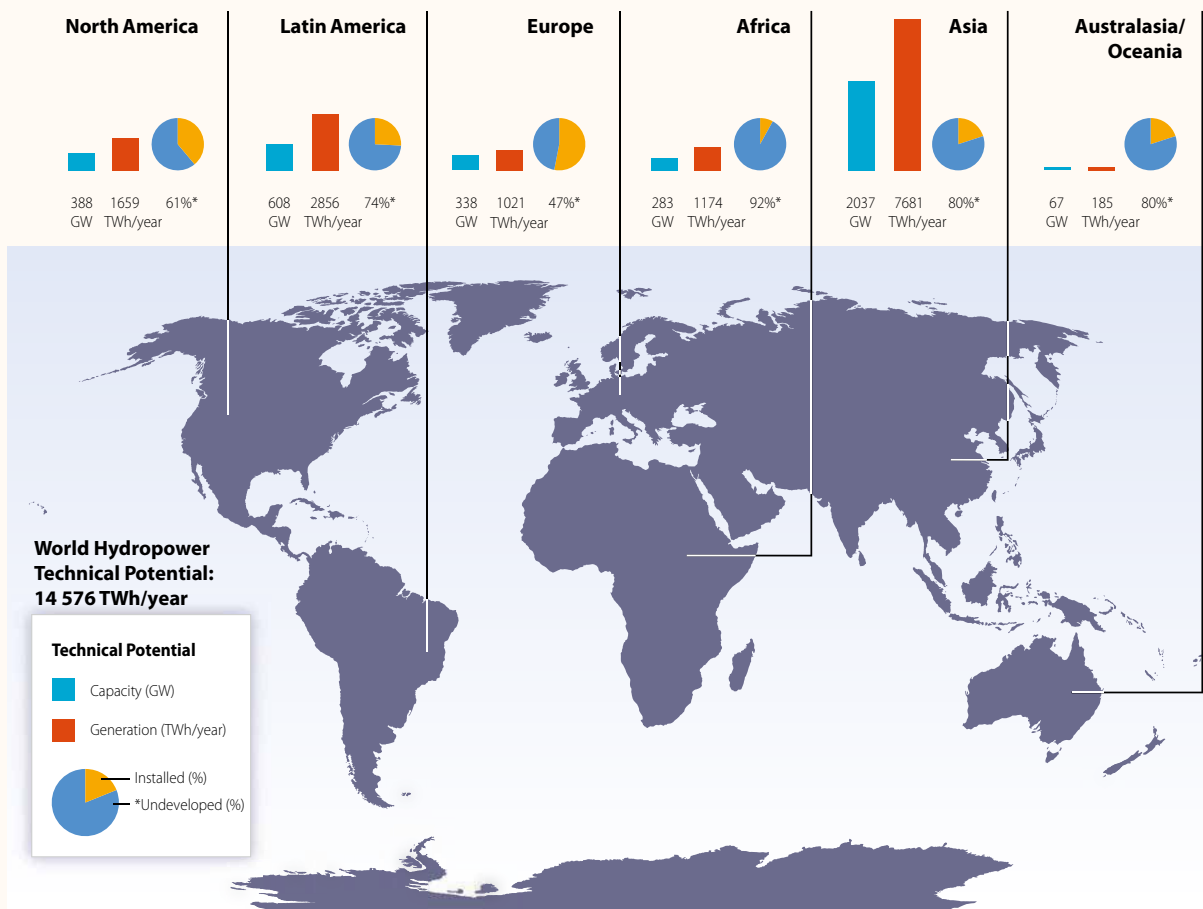 North America
388
GW
1659
TWh/year
61%*
Latin America
608
GW
2856
TWh/year
74%*
Europe
338
GW
1021
TWh/year
47%*
Africa
283
GW
1174
TWh/year
92%*
Asia
2037
GW
7681
TWh/year
80%*
Australasia/
Oceania
67
GW
185
TWh/year
80%*
World Hydropower
Technical Potential:
14 576 TWh/year
Technical Potential
Capacity (GW)
Generation (TWh/year)
Installed (%)
*Undeveloped (%)